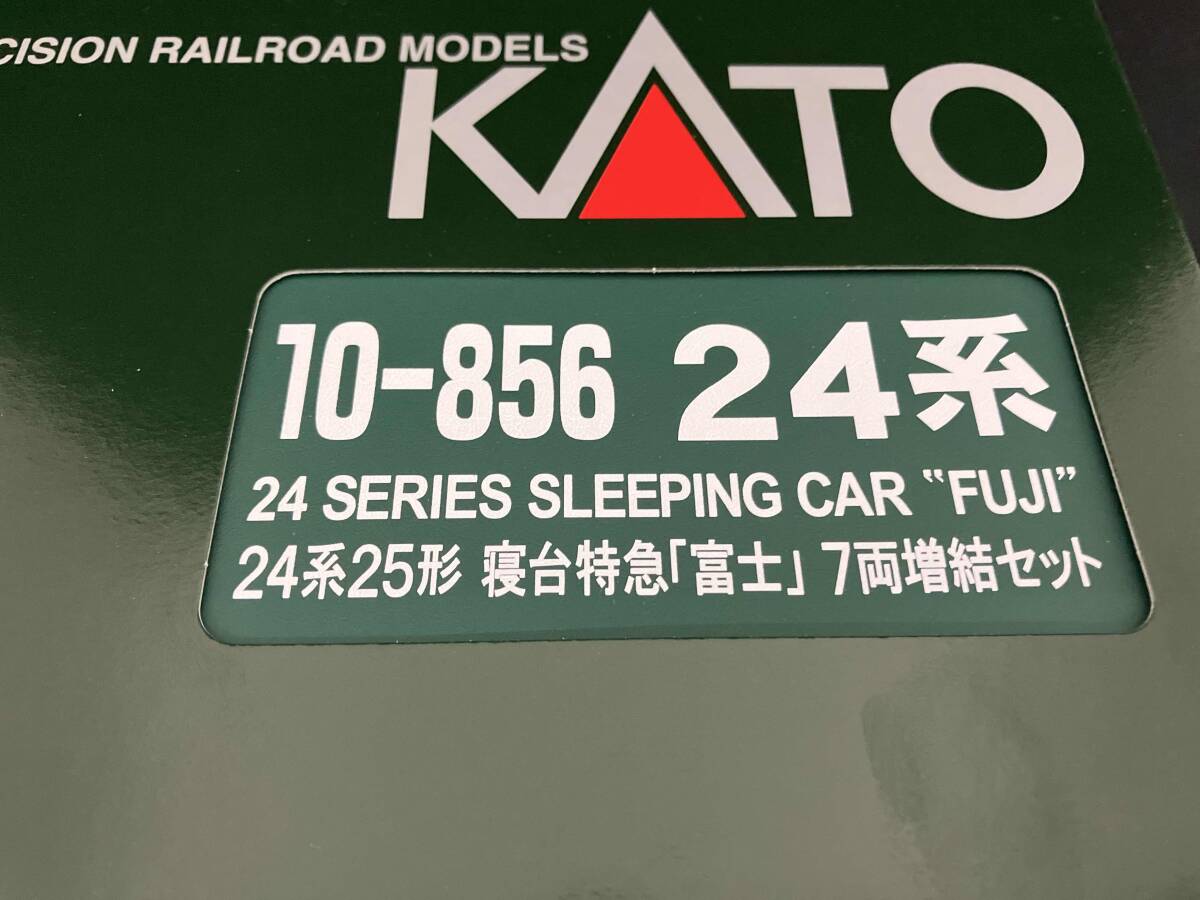 CISION RAILROAD MODELS
KATO
10-856 24系
24 SERIES SLEEPING CAR “FUJI”
24系25形 寝台特急「富士」 7両増結セット